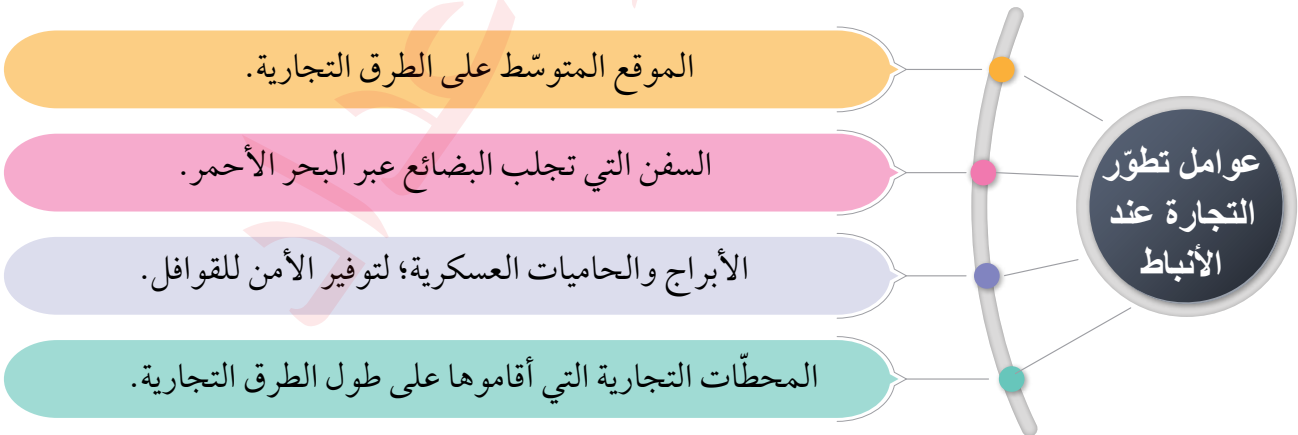 عوامل تطوّر
التجارة عند
الأنباط
الموقع المتوسّط على الطرق التجارية.
السفن التي تجلب البضائع عبر البحر الأحمر.
الأبراج والحاميات العسكرية؛ لتوفير الأمن للقوافل.
المحطّات التجارية التي أقاموها على طول الطرق التجارية.